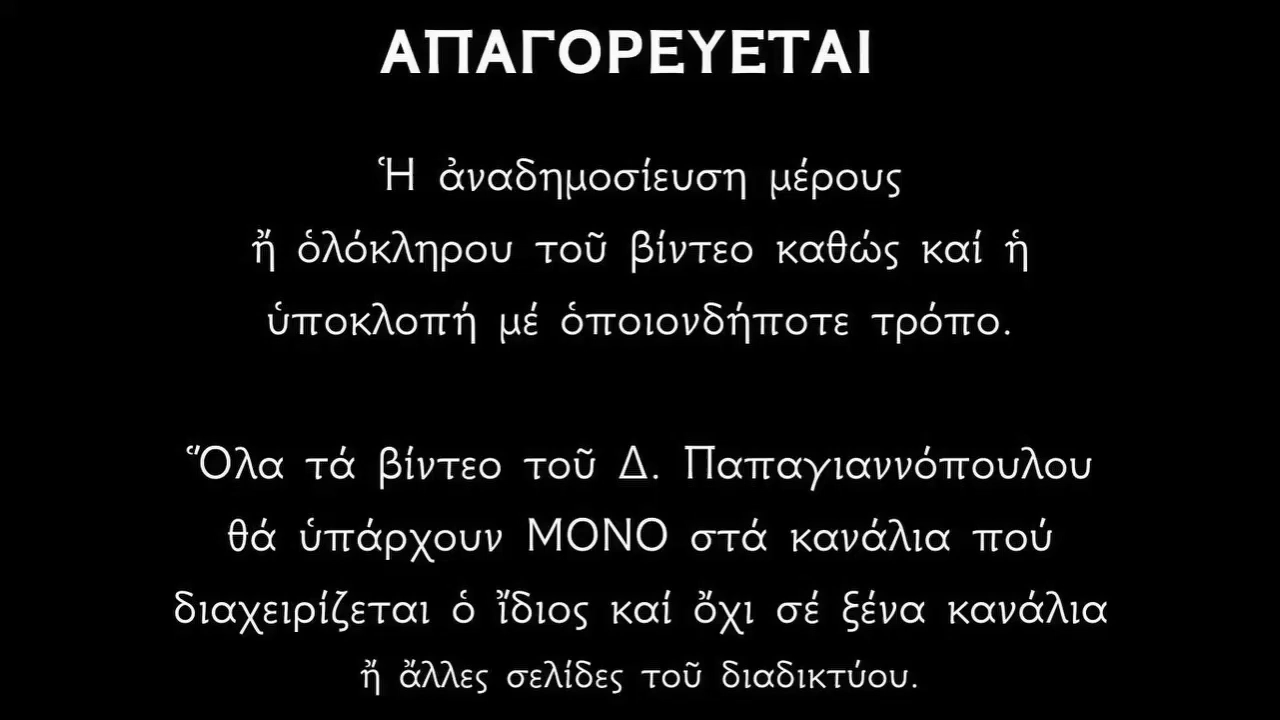 ΑΠΑΓΟΡΕΥΕΤΑΙ
Ἡ ἀναδημοσίευση μέρους
ἤ ὁλόκληρου τοῦ βίντεο καθώς καί ἡ
ὑποκλοπή μέ ὁποιονδήποτε τρόπο.
Ὅλα τά βίντεο τοῦ Δ. Παπαγιαννόπουλου
θά ὑπάρχουν ΜΟΝΟ στά κανάλια πού
διαχειρίζεται ὁ ἴδιος καί ὄχι σέ ξένα κανάλια
ἤ ἄλλες σελίδες τοῦ διαδικτύου.